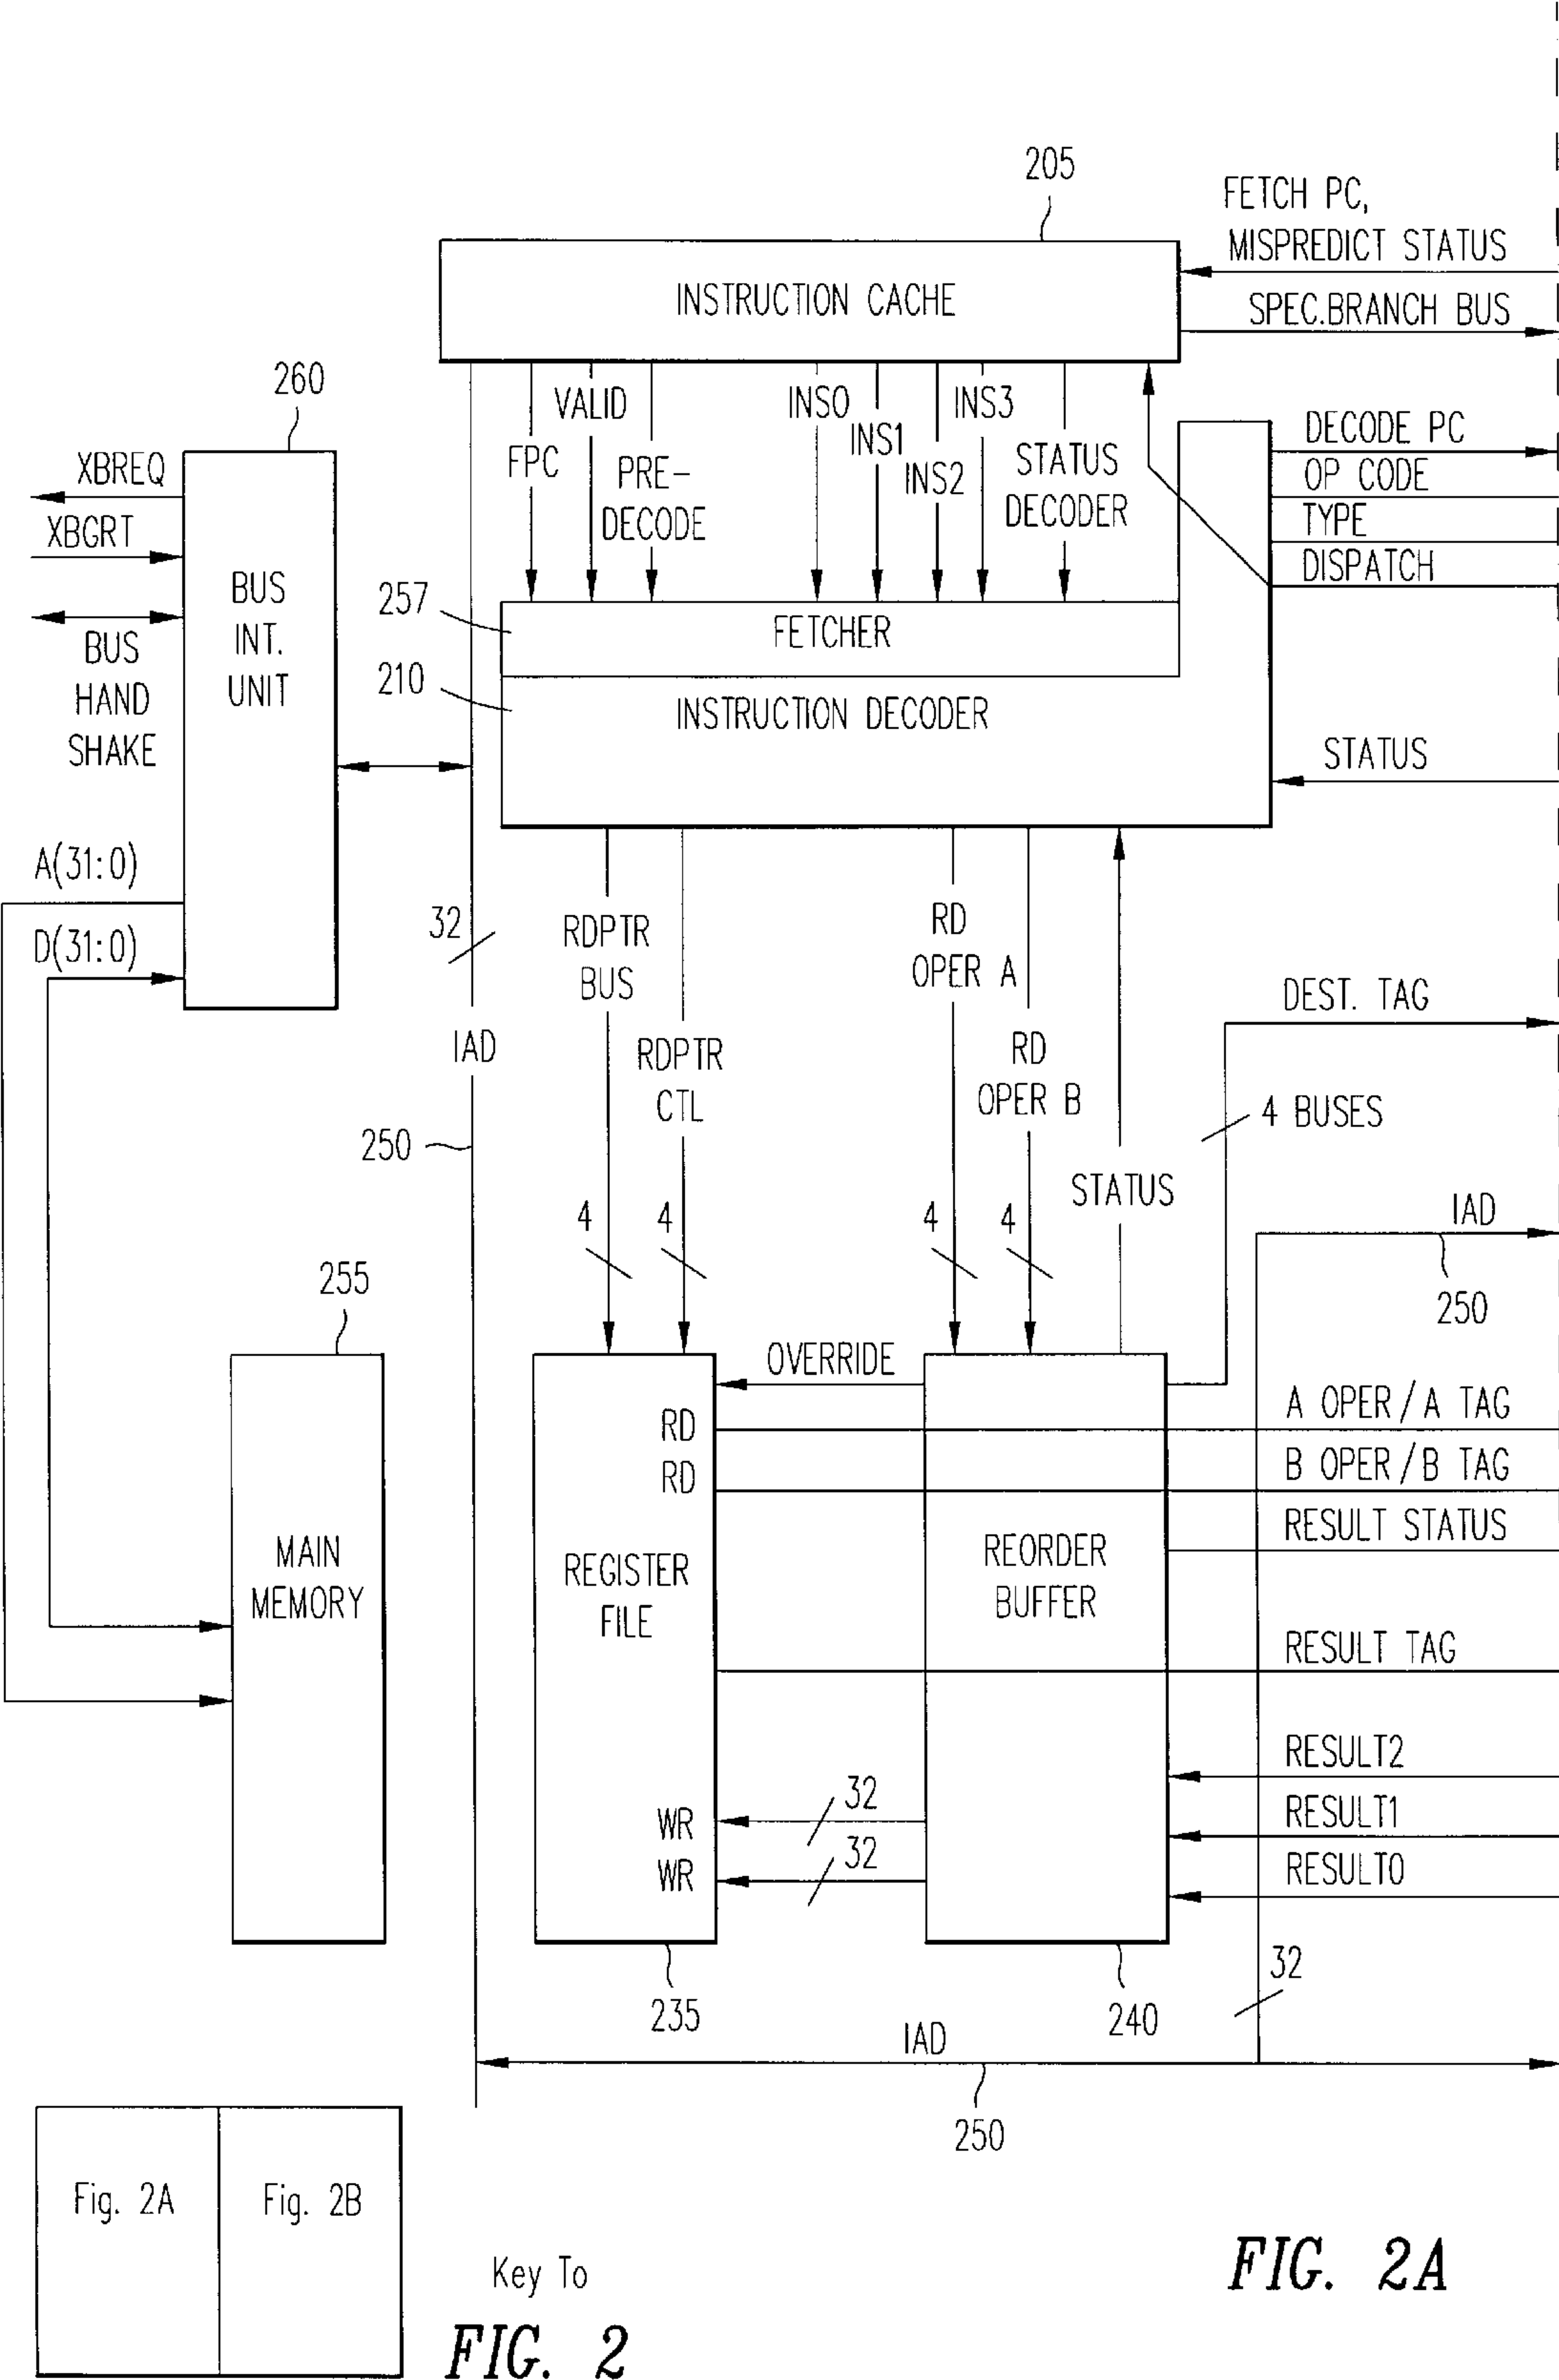 205
FETCH PC,
MISPREDICT STATUS
INSTRUCTION CACHE
SPEC.BRANCH BUS
260
VALID
INS0
INS3
FPC
PRE-
DECODE
INS1
INS2
STATUS
DECODER
DECODE PC
OP CODE
TYPE
DISPATCH
XBREQ
XBGRT
BUS
HAND
SHAKE
BUS
INT.
UNIT
257
FETCHER
210
INSTRUCTION DECODER
STATUS
A(31:0)
D(31:0)
32
RDPTR
BUS
RD
OPER A
IAD
RDPTR
CTL
RD
OPER B
DEST. TAG
250
4 BUSES
STATUS
4
4
4
4
IAD
250
255
OVERRIDE
RD
RD
A OPER/A TAG
B OPER/B TAG
RESULT STATUS
MAIN
MEMORY
REGISTER
FILE
REORDER
BUFFER
RESULT TAG
RESULT2
WR
32
RESULT1
WR
32
RESULT0
235
240
32
IAD
250
Fig. 2A
Fig. 2B
Key To
FIG. 2
FIG. 2A